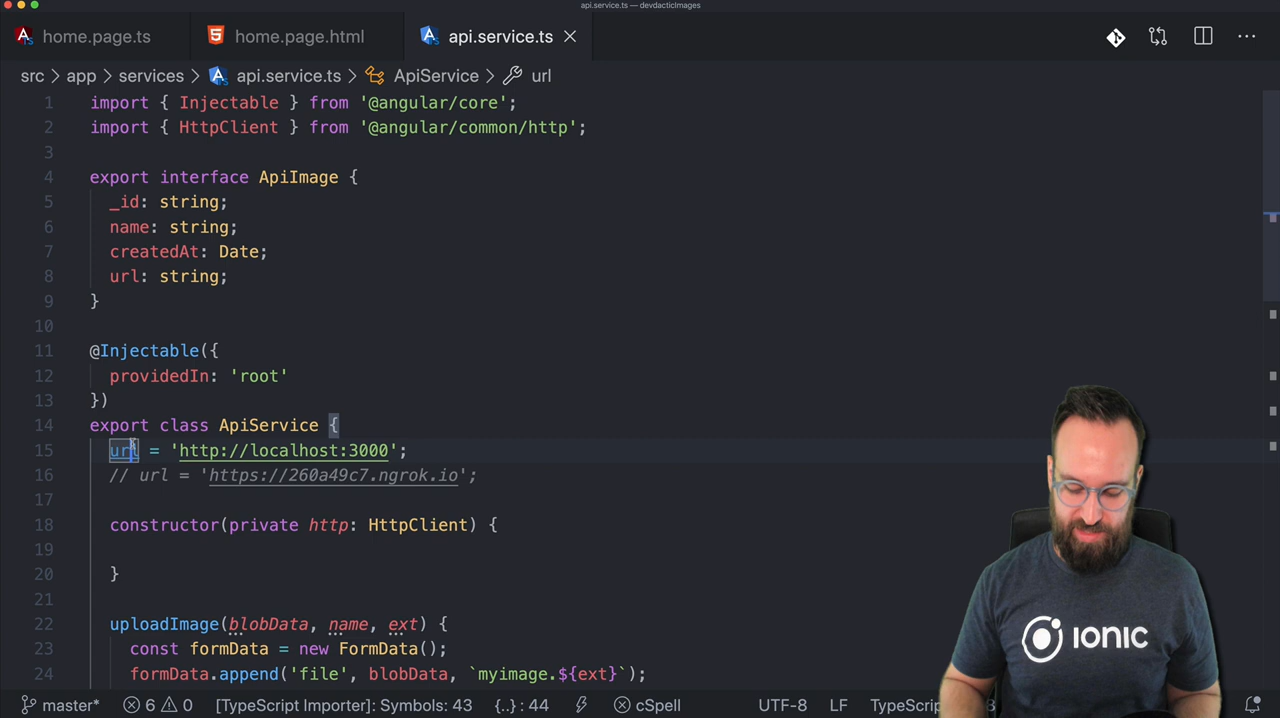 api.service.ts — devdacticImages
home.page.ts
home.page.html
api.service.ts
src > app > services > api.service.ts > ApiService > url
1 import { Injectable } from '@angular/core';
2 import { HttpClient } from '@angular/common/http';
3
4 export interface ApiImage {
5 _id: string;
6 name: string;
7 createdAt: Date;
8 url: string;
9 }
10
11 @Injectable({
12 providedIn: 'root'
13 })
14 export class ApiService {
15 url = 'http://localhost:3000';
16 // url = 'https://260a49c7.ngrok.io';
17
18 constructor(private http: HttpClient) {
19
20 }
21
22 uploadImage(blobData, name, ext) {
23 const formData = new FormData();
24 formData.append('file', blobData, `myimage.${ext}`);
IONIC
master* 6 0 [TypeScript Importer]: Symbols: 43 {..} : 44 cSpell UTF-8 LF